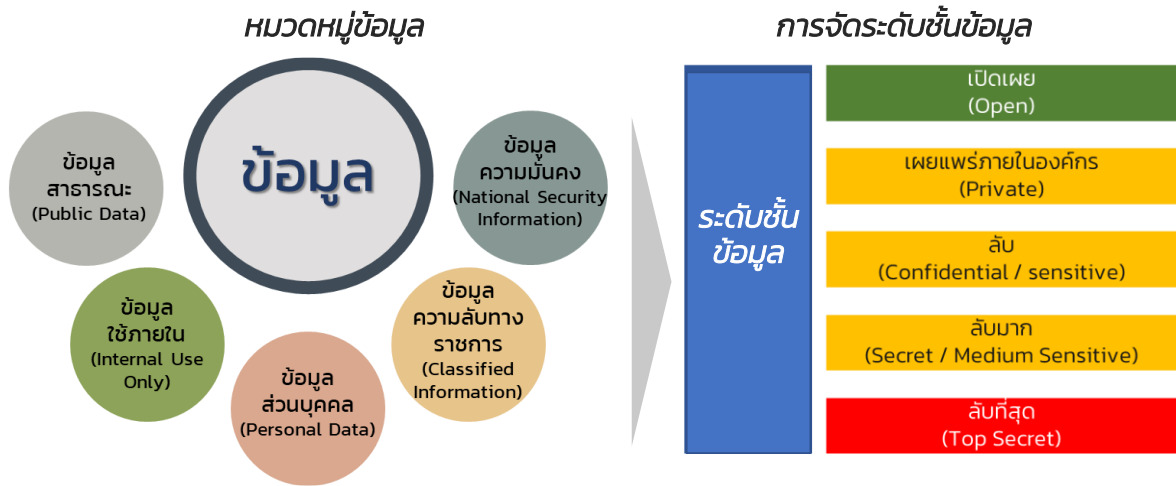 หมวดหมู่ข้อมูล
ข้อมูล
ข้อมูล
สาธารณะ
(Public Data)
ข้อมูล
ใช้ภายใน
(Internal Use
Only)
ข้อมูล
ส่วนบุคคล
(Personal Data)
ข้อมูล
ความลับทาง
ราชการ
(Classified
Information)
ข้อมูล
ความมั่นคง
(National Security
Information)
การจัดระดับชั้นข้อมูล
ระดับชั้น
ข้อมูล
เปิดเผย
(Open)
เผยแพร่ภายในองค์กร
(Private)
ลับ
(Confidential / sensitive)
ลับมาก
(Secret / Medium Sensitive)
ลับที่สุด
(Top Secret)